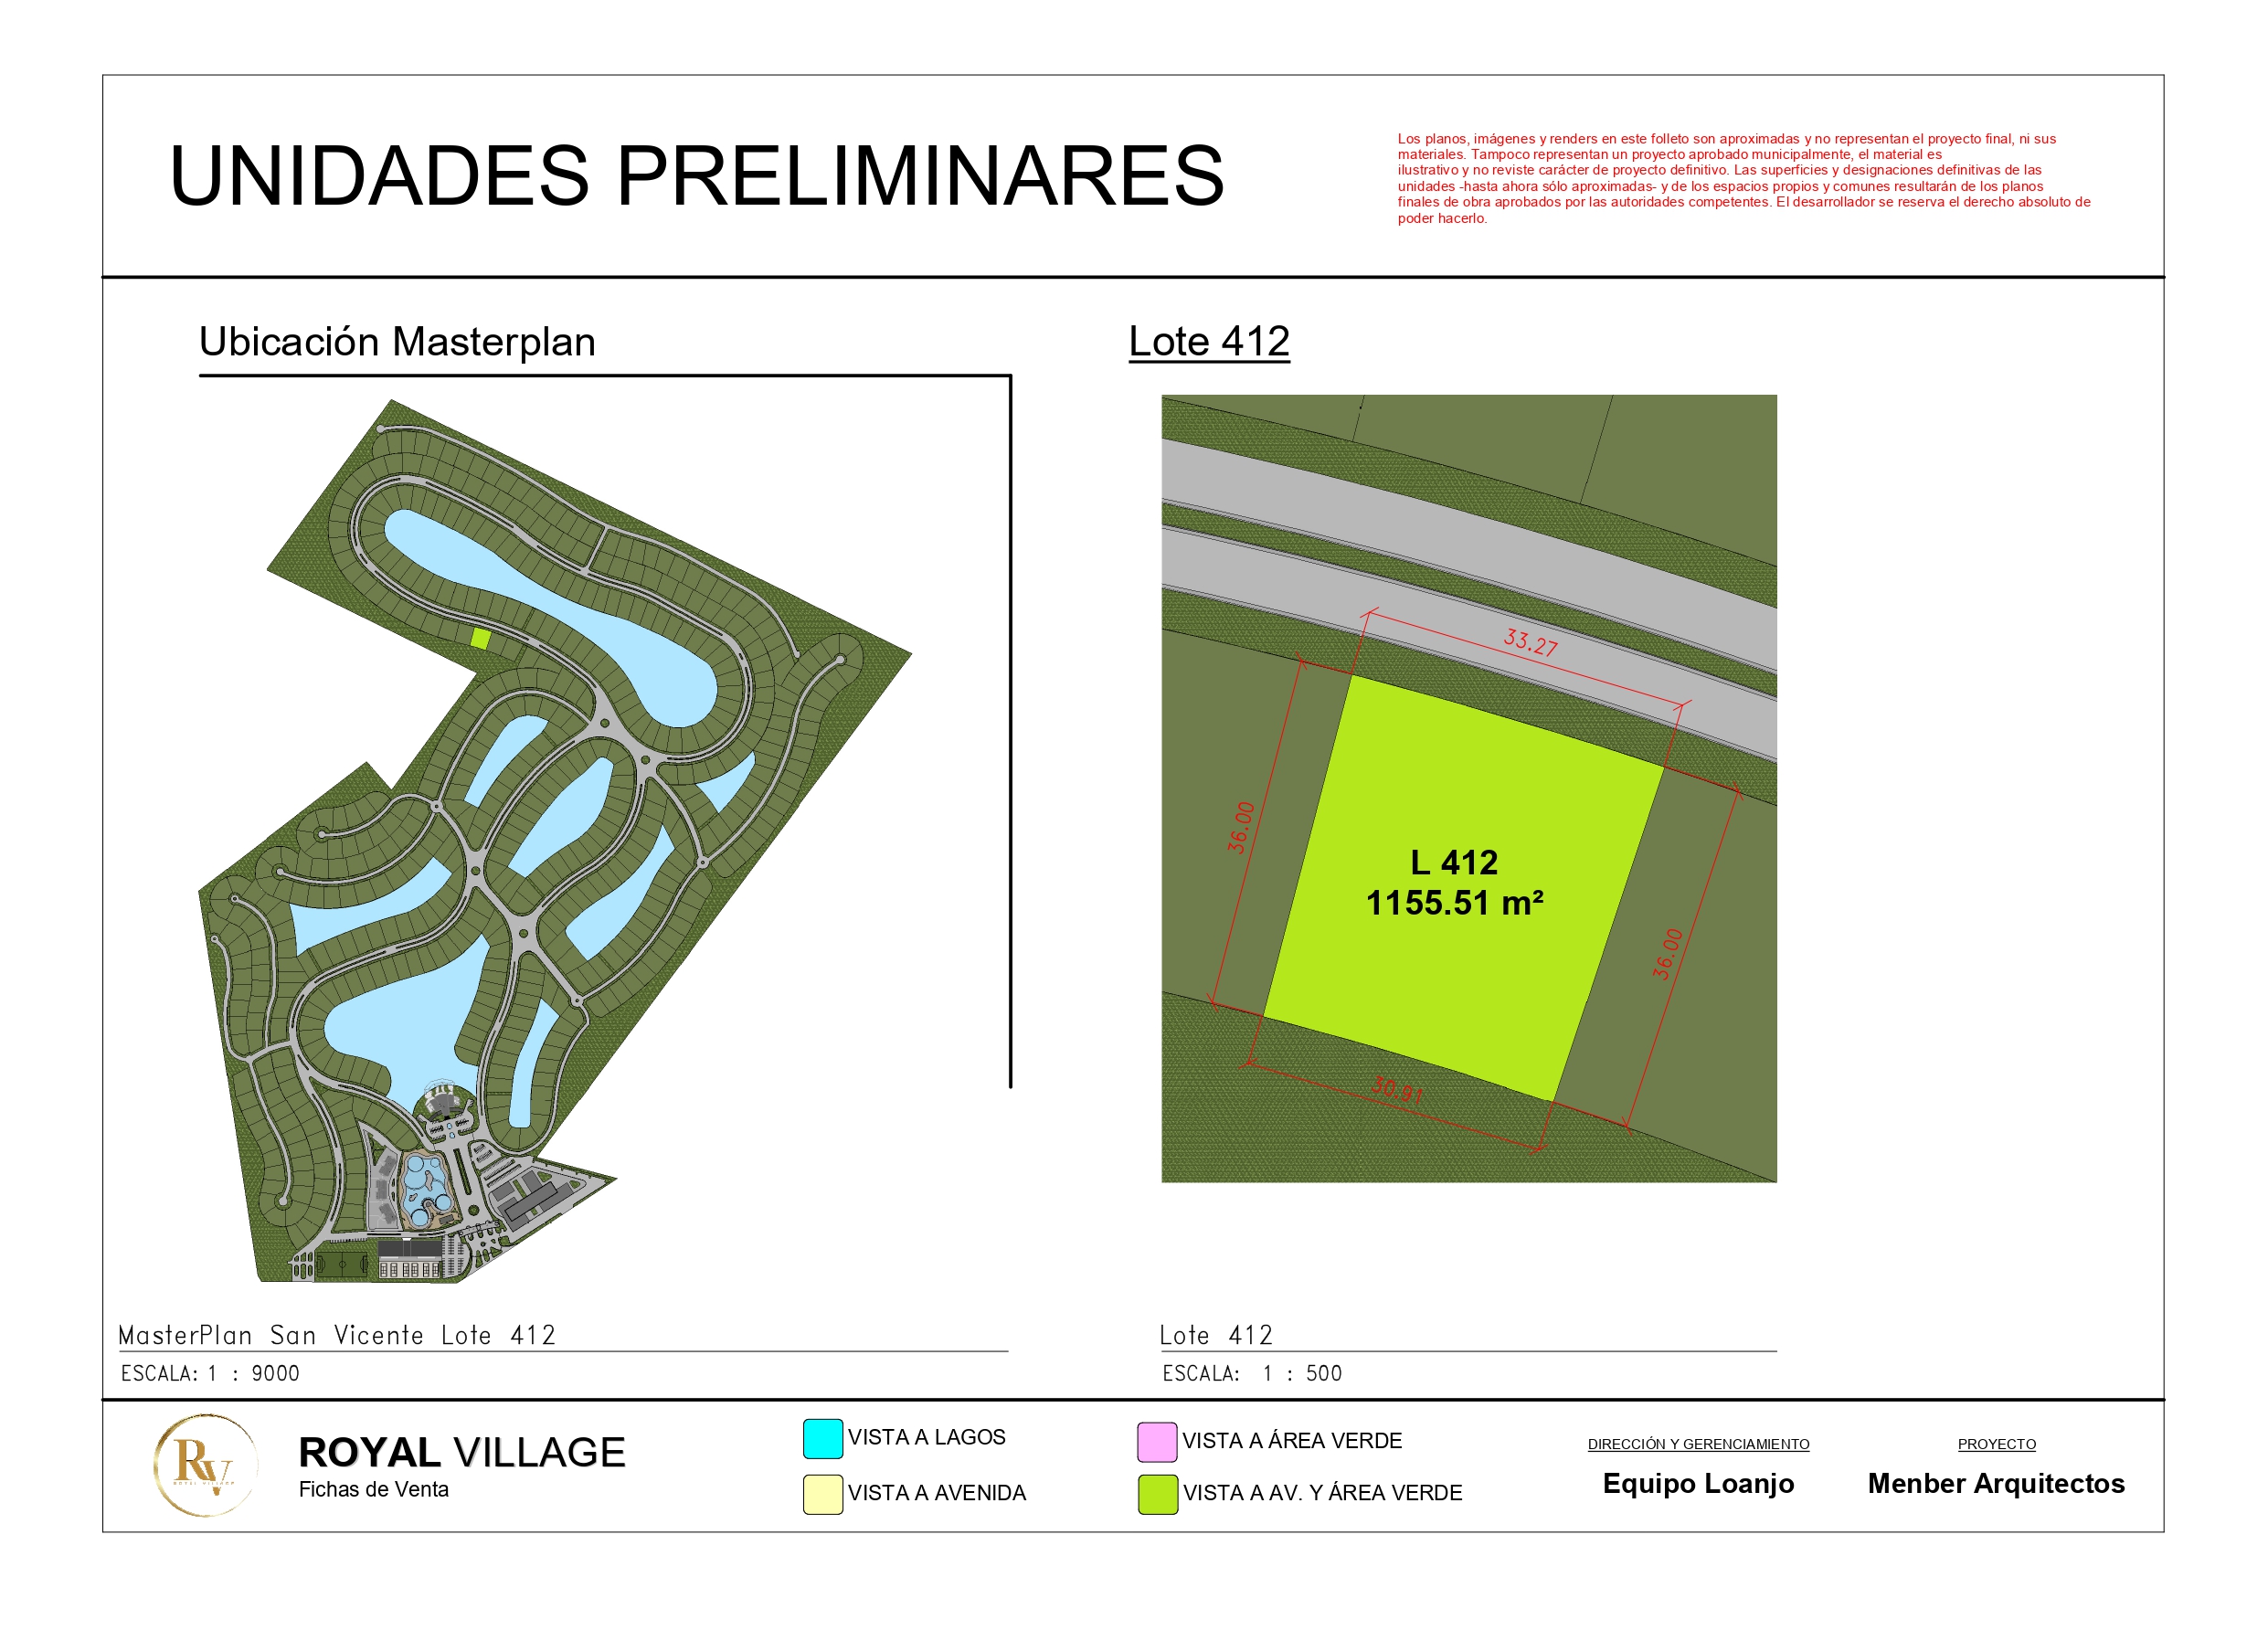 UNIDADES PRELIMINARES
Los planos, imágenes y renders en este folleto son aproximadas y no representan el proyecto final, ni sus
materiales. Tampoco representan un proyecto aprobado municipalmente, el material es
ilustrativo y no reviste carácter de proyecto definitivo. Las superficies y designaciones definitivas de las
unidades -hasta ahora sólo aproximadas- y de los espacios propios y comunes resultarán de los planos
finales de obra aprobados por las autoridades competentes. El desarrollador se reserva el derecho absoluto de
poder hacerlo.
Ubicación Masterplan
Lote 412
33.27
36.00
L 412
1155.51 m²
36.00
30.91
MasterPlan San Vicente Lote 412
ESCALA: 1 : 9000
Lote 412
ESCALA: 1 : 500
RV
ROYAL VILLAGE
ROYAL VILLAGE
Fichas de Venta
VISTA A LAGOS
VISTA A AVENIDA
VISTA A ÁREA VERDE
VISTA A AV. Y ÁREA VERDE
DIRECCIÓN Y GERENCIAMIENTO
Equipo Loanjo
PROYECTO
Menber Arquitectos